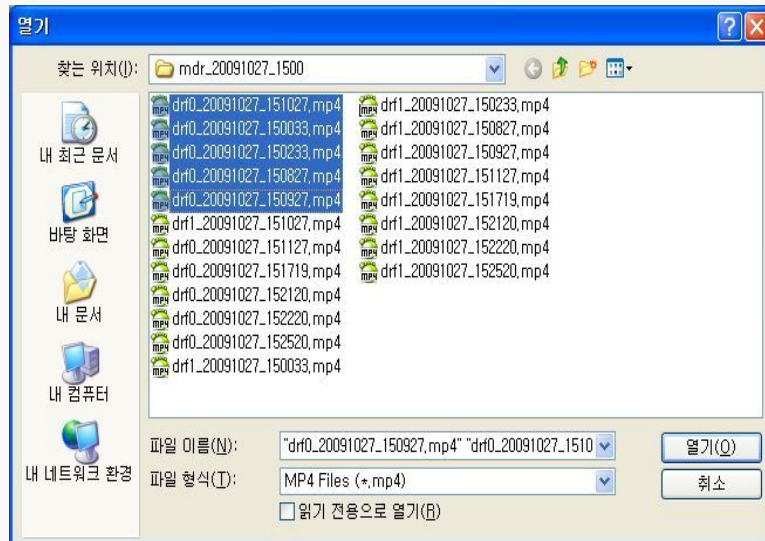 열기
찾는 위치(I):
mdr_20091027_1500
내 최근 문서
바탕 화면
내 문서
내 컴퓨터
내 네트워크 환경
drf0_20091027_151027.mp4
drf0_20091027_150033.mp4
drf0_20091027_150233.mp4
drf0_20091027_150827.mp4
drf0_20091027_150927.mp4
drf1_20091027_151027.mp4
drf0_20091027_151127.mp4
drf0_20091027_151719.mp4
drf0_20091027_152120.mp4
drf0_20091027_152220.mp4
drf0_20091027_152520.mp4
drf1_20091027_150033.mp4
drf1_20091027_150233.mp4
drf1_20091027_150827.mp4
drf1_20091027_150927.mp4
drf1_20091027_151127.mp4
drf1_20091027_151719.mp4
drf1_20091027_152120.mp4
drf1_20091027_152220.mp4
drf1_20091027_152520.mp4
파일 이름(N):
"drf0_20091027_150927.mp4" "drf0_20091027_1510
열기(O)
파일 형식(T):
MP4 Files (*.mp4)
취소
읽기 전용으로 열기(R)